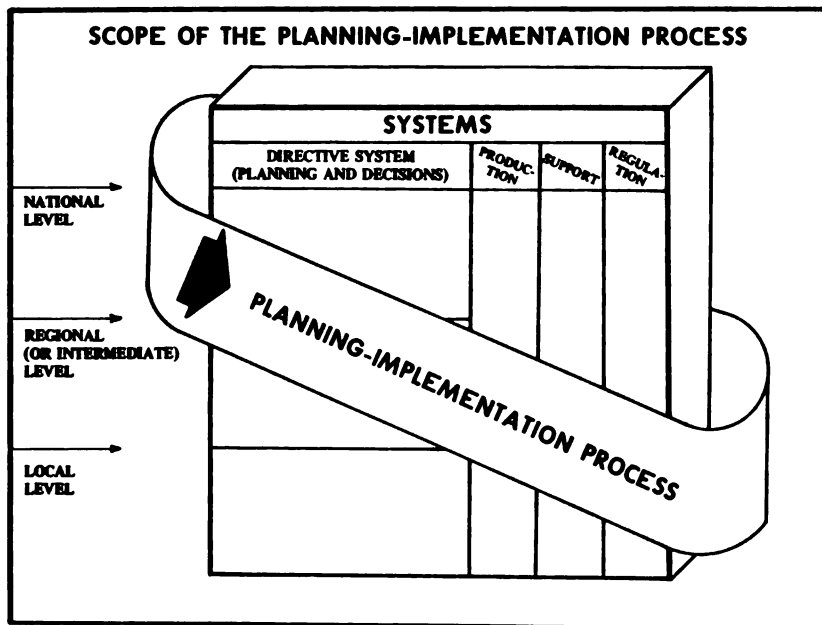 SCOPE OF THE PLANNING-IMPLEMENTATION PROCESS
SYSTEMS
DIRECTIVE SYSTEM
(PLANNING AND DECISIONS)
PRODUC-
TION
SUPPORT
REGULA-
TION
NATIONAL
LEVEL
REGIONAL
(OR INTERMEDIATE)
LEVEL
LOCAL
LEVEL
PLANNING-IMPLEMENTATION PROCESS